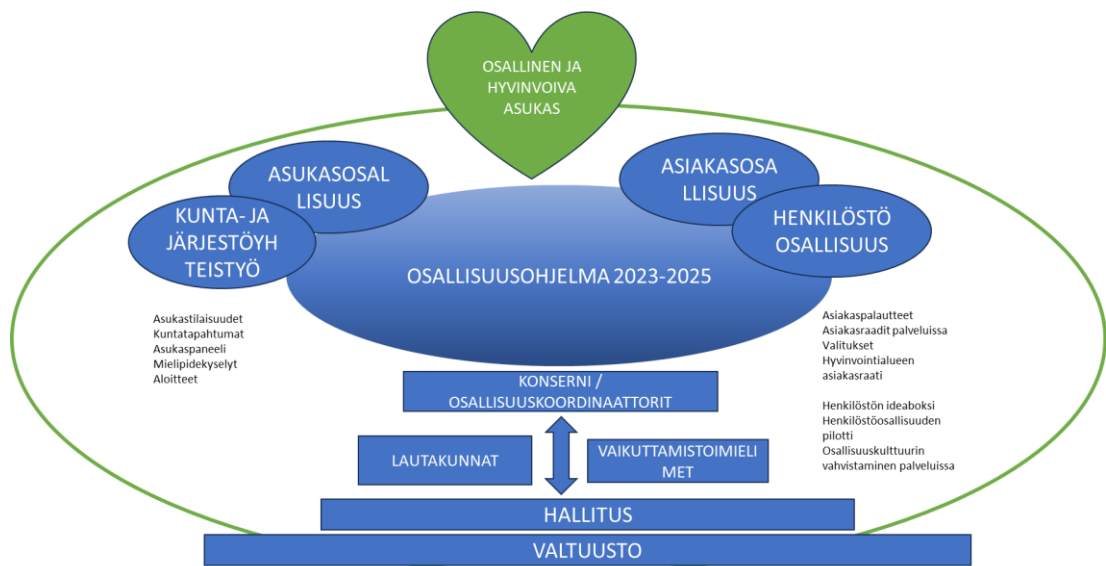 OSALLINEN JA
HYVINVOIVA
ASUKAS
ASUKASOSAL
LISUUS
ASIAKASOSA
LLISUUS
KUNTA- JA
JÄRJESTÖYH
TEISTYÖ
HENKILÖSTÖ
OSALLISUUS
OSALLISUUSOHJELMA 2023-2025
Asukastilaisuudet
Kuntatapahtumat
Asukaspaneeli
Mielipidekyselyt
Aloitteet
Asiakaspalautteet
Asiakasraadit palveluissa
Valitukset
Hyvinvointialueen
asiakasraati
Henkilöstön ideaboksi
Henkilöstöosallisuuden
pilotti
Osallisuuskulttuurin
vahvistaminen palveluissa
KONSERNI /
OSALLISUUSKOORDINAATTORIT
LAUTAKUNNAT
VAIKUTTAMISTOIMIELI
MET
HALLITUS
VALTUUSTO